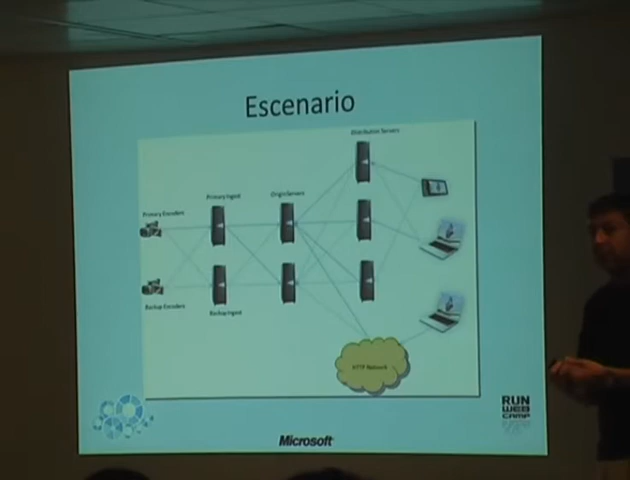 Escenario
Distribution Servers
Primary Ingest
Origin Servers
Primary Encoders
Backup Encoders
Backup Ingest
HTTP Network
Microsoft
RUN
WEB
CAMP